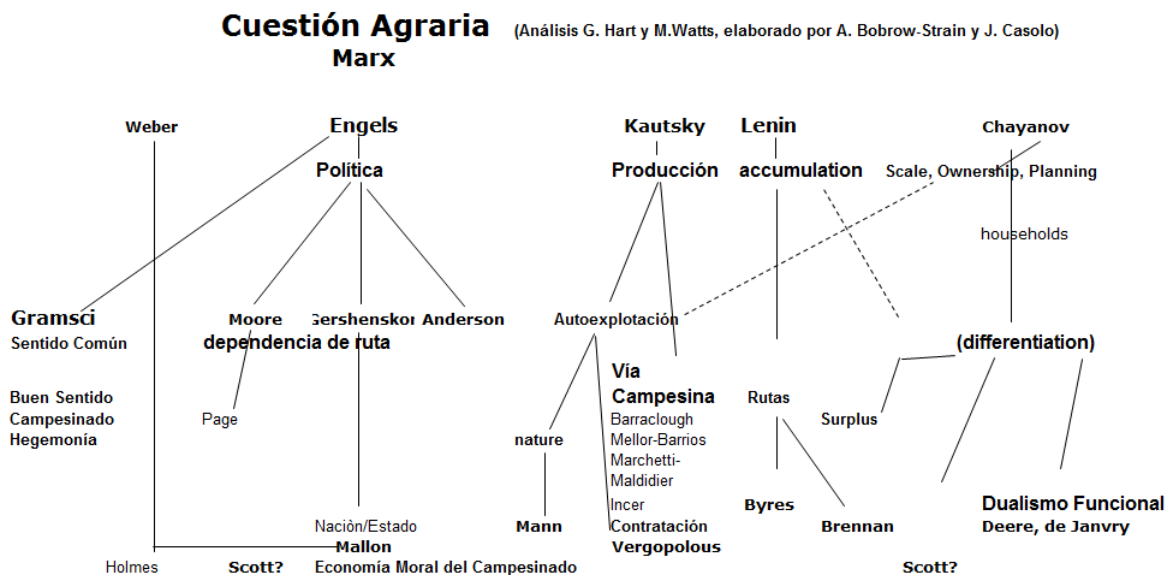 Cuestión Agraria (Análisis G. Hart y M.Watts, elaborado por A. Bobrow-Strain y J. Casolo)
Marx
Weber Engels Kautsky Lenin Chayanov
Política Producción accumulation Scale, Ownership, Planning
households
Gramsci Moore Gershenskor Anderson Autoexplotación
Sentido Común dependencia de ruta (differentiation)
Vía
Campesina
Buen Sentido Rutas
Campesinado Page Barraclough Surplus
Hegemonía nature Mellor-Barrios
Marchetti-
Maldidier
Incer Byres Dualismo Funcional
Naciòn/Estado Mann Contratación Brennan Deere, de Janvry
Mallon Vergopolous
Holmes Scott? Economía Moral del Campesinado Scott?